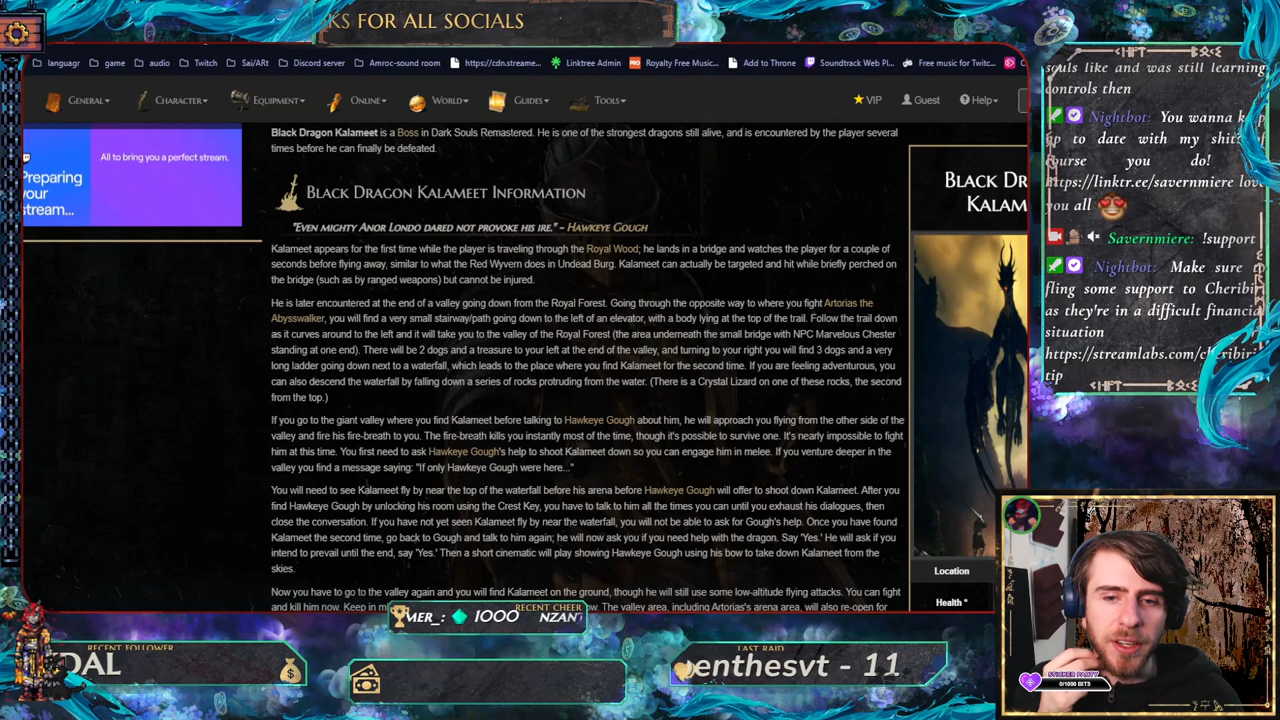 KS FOR ALL SOCIALS
languagr game audio Twitch Sai/ARt Discord server Amroc-sound room https://cdn.streame... Linktree Admin Royalty Free Music... Add to Throne Soundtrack Web Pl... Free music for Twitc...
General Character Equipment Online World Guides Tools VIP Guest Help
Preparing
your
stream...
All to bring you a perfect stream.
Black Dragon Kalameet is a Boss in Dark Souls Remastered. He is one of the strongest dragons still alive, and is encountered by the player several
times before he can finally be defeated.
Black Dragon Kalameet Information
"Even mighty Anor Londo dared not provoke his ire." - Hawkeye Gough
Kalameet appears for the first time while the player is traveling through the Royal Wood; he lands in a bridge and watches the player for a couple of
seconds before flying away, similar to what the Red Wyvern does in Undead Burg. Kalameet can actually be targeted and hit while briefly perched on
the bridge (such as by ranged weapons) but cannot be injured.
He is later encountered at the end of a valley going down from the Royal Forest. Going through the opposite way to where you fight Artorias the
Abysswalker, you will find a very small stairway/path going down to the left of an elevator, with a body lying at the top of the trail. Follow the trail down
as it curves around to the left and it will take you to the valley of the Royal Forest (the area underneath the small bridge with NPC Marvelous Chester
standing at one end). There will be 2 dogs and a treasure to your left at the end of the valley, and turning to your right you will find 3 dogs and a very
long ladder going down next to a waterfall, which leads to the place where you find Kalameet for the second time. If you are feeling adventurous, you
can also descend the waterfall by falling down a series of rocks protruding from the water. (There is a Crystal Lizard on one of these rocks, the second
from the top.)
If you go to the giant valley where you find Kalameet before talking to Hawkeye Gough about him, he will approach you flying from the other side of the
valley and fire his fire-breath to you. The fire-breath kills you instantly most of the time, though it's possible to survive one. It's nearly impossible to fight
him at this time. You first need to ask Hawkeye Gough's help to shoot Kalameet down so you can engage him in melee. If you venture deeper in the
valley you find a message saying: "If only Hawkeye Gough were here..."
You will need to see Kalameet fly by near the top of the waterfall before his arena before Hawkeye Gough will offer to shoot down Kalameet. After you
find Hawkeye Gough by unlocking his room using the Crest Key, you have to talk to him all the times you can until you exhaust his dialogues, then
close the conversation. If you have not yet seen Kalameet fly by near the waterfall, you will not be able to ask for Gough's help. Once you have found
Kalameet the second time, go back to Gough and talk to him again; he will now ask you if you need help with the dragon. Say 'Yes.' He will ask if you
intend to prevail until the end, say 'Yes.' Then a short cinematic will play showing Hawkeye Gough using his bow to take down Kalameet from the
skies.
Now you have to go to the valley again and you will find Kalameet on the ground, though he will still use some low-altitude flying attacks. You can fight
and kill him now. Keep in m ow. The valley area, including Artorias's arena area, will also re-open for
Black Dr
Kalam
Location
Health *
souls like and was still learning
controls then
Nightbot: You wanna keep
up to date with my shit? Of
course you do!
https://linktr.ee/savernmiere love
you all
Savernmiere: !support
Nightbot: Make sure to
fling some support to Cheribiri
as they're in a difficult financial
situation
https://streamlabs.com/cheribiri/
tip
RECENT CHEER
MER_: 1000 NZAN
RECENT FOLLOWER
DAL
LAST RAID
enthesvt - 11
STICKER PARTY
0/1000 BITS